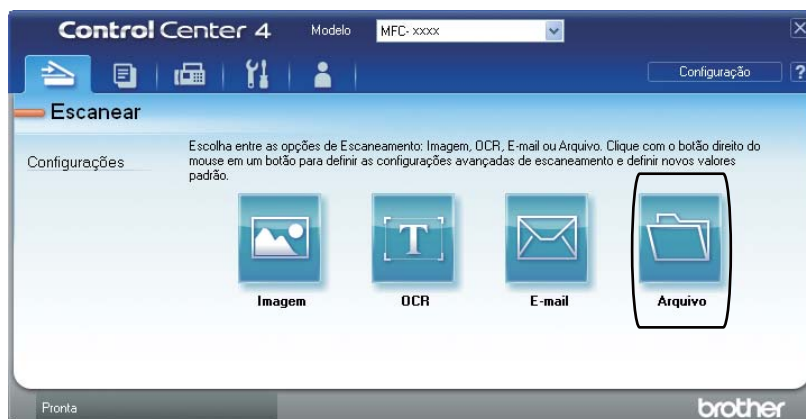 Control Center 4 Modelo MFC- xxxx
Configuração ?
Escanear
Configurações
Escolha entre as opções de Escaneamento: Imagem, OCR, E-mail ou Arquivo. Clique com o botão direito do
mouse em um botão para definir as configurações avançadas de escaneamento e definir novos valores
padrão.
T
Imagem OCR E-mail Arquivo
Pronta brother